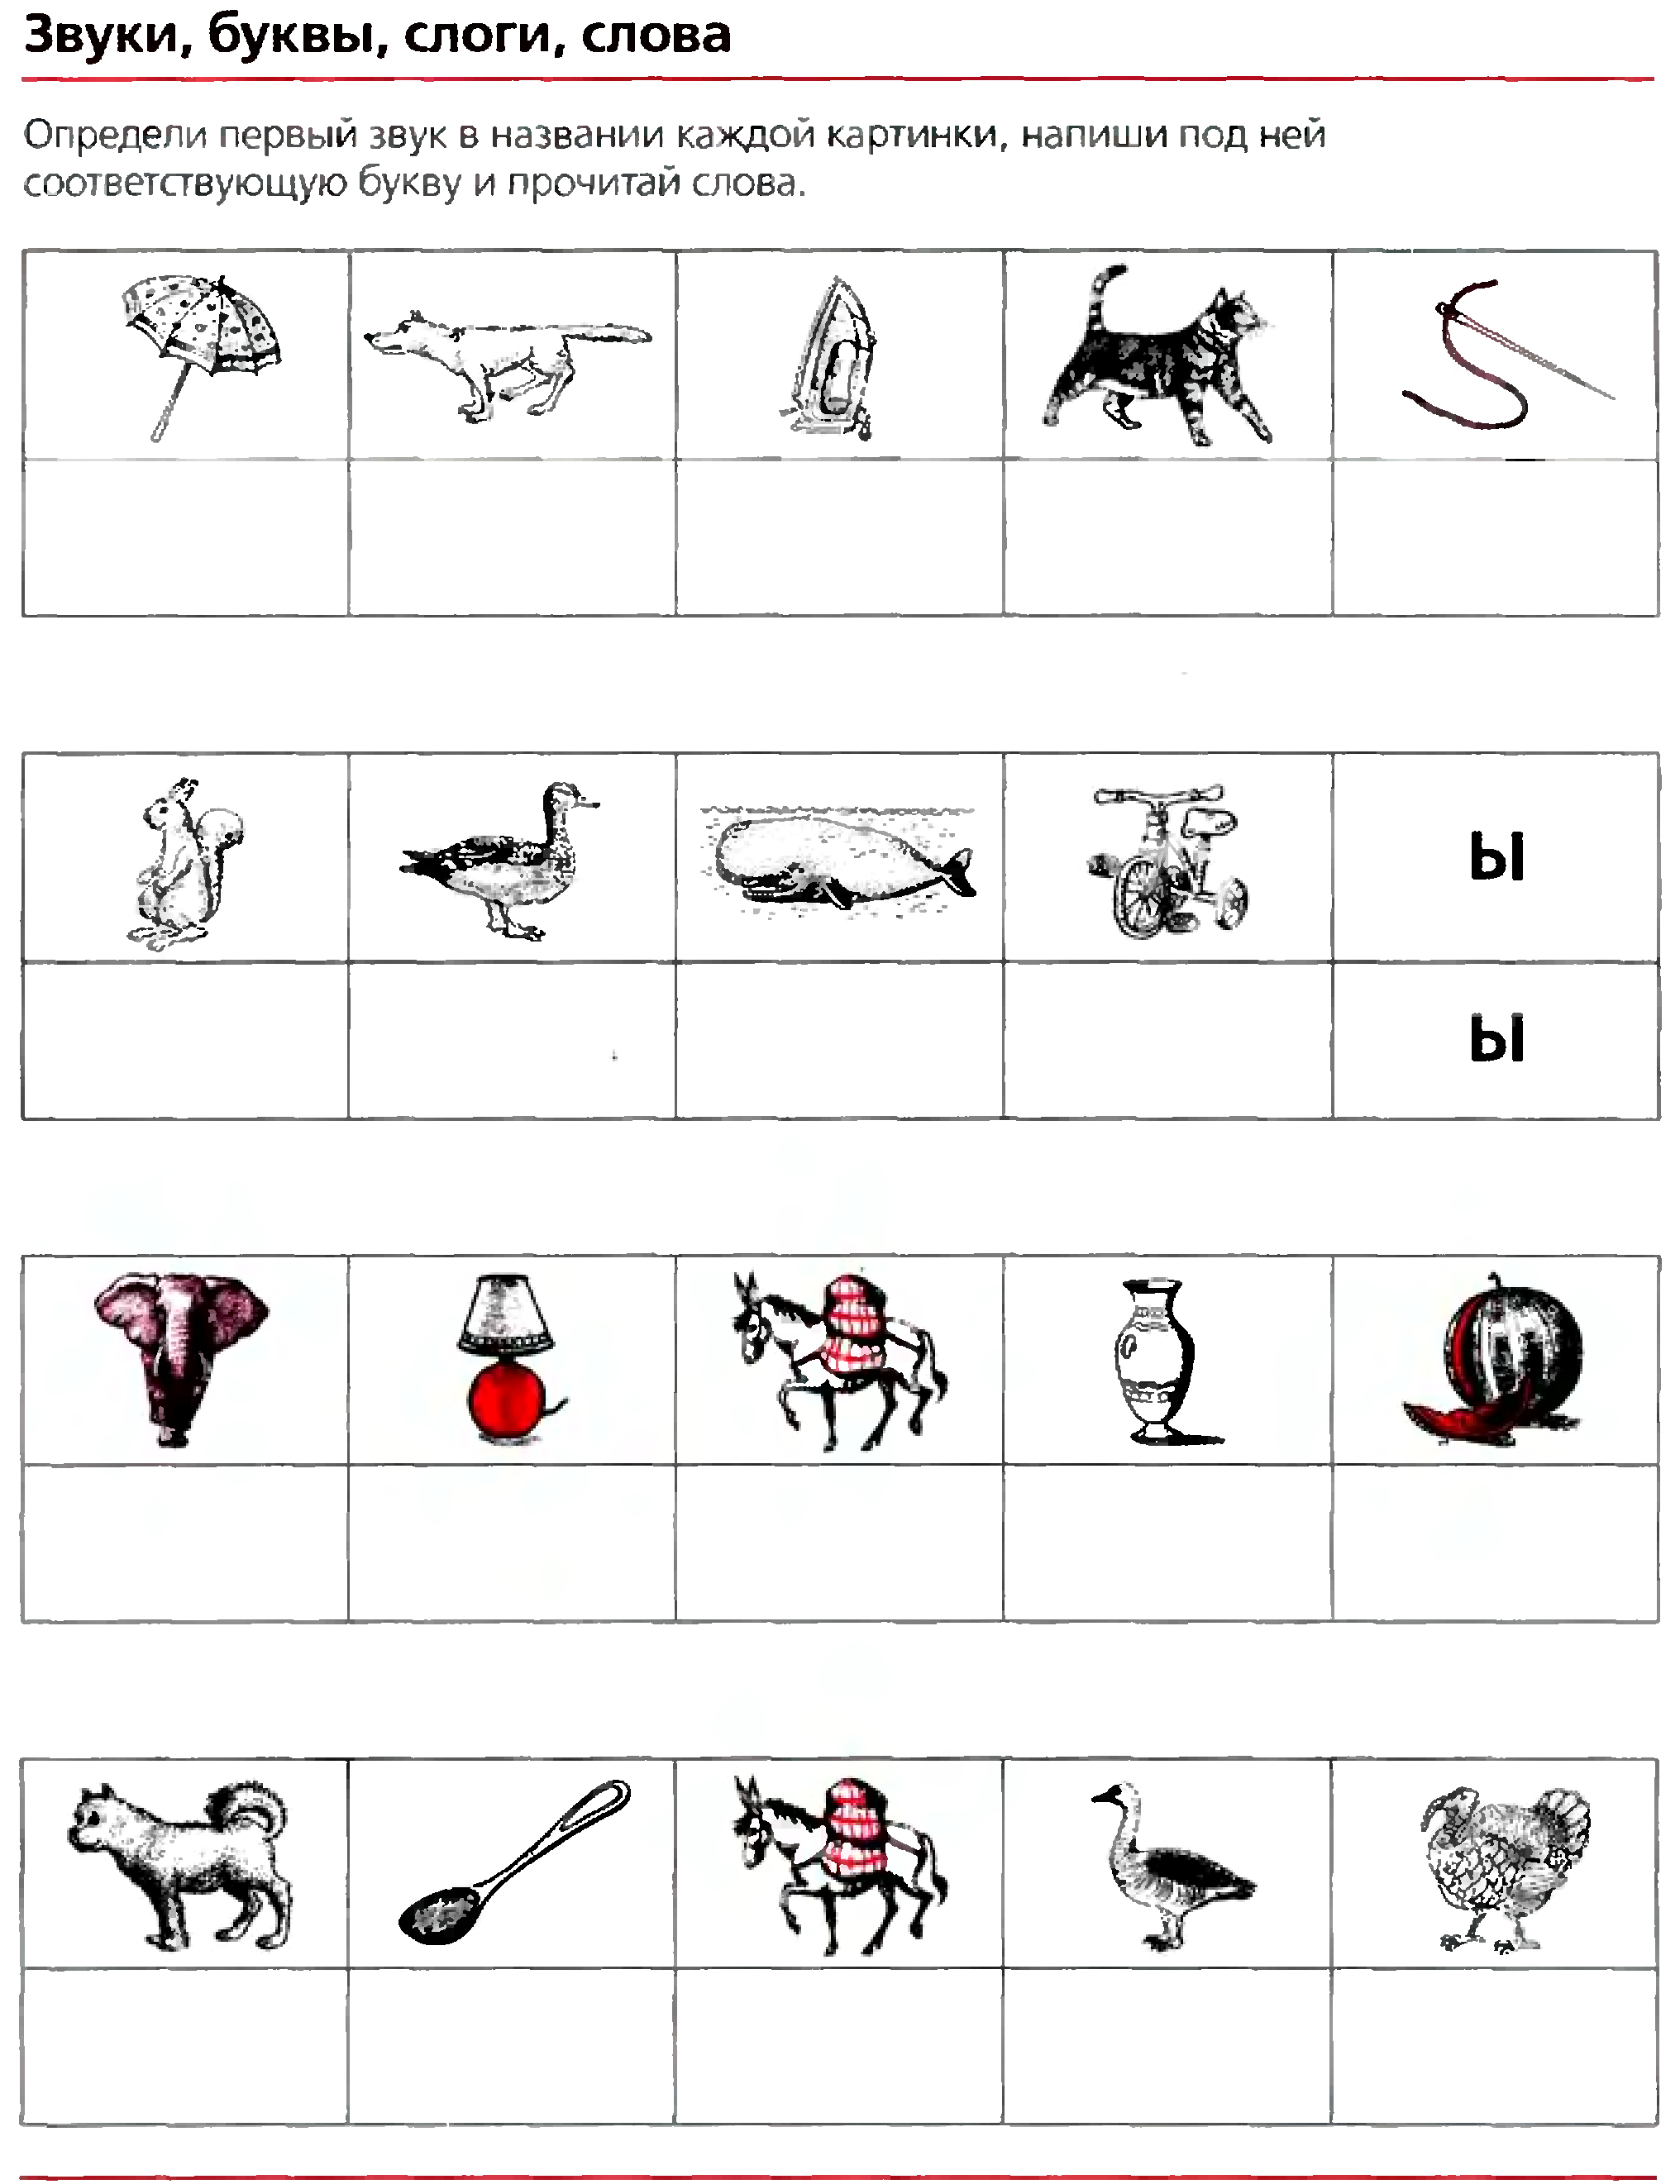 Звуки, буквы, слоги, слова
Определи первый звук в названии каждой картинки, напиши под ней
соответствующую букву и прочитай слова.
ы
ы